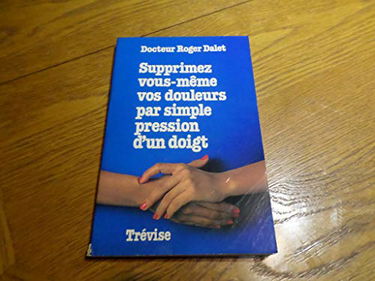 Docteur Roger Dalet
Supprimez
vous-même
vos douleurs
par simple
pression
d'un doigt
Trévise